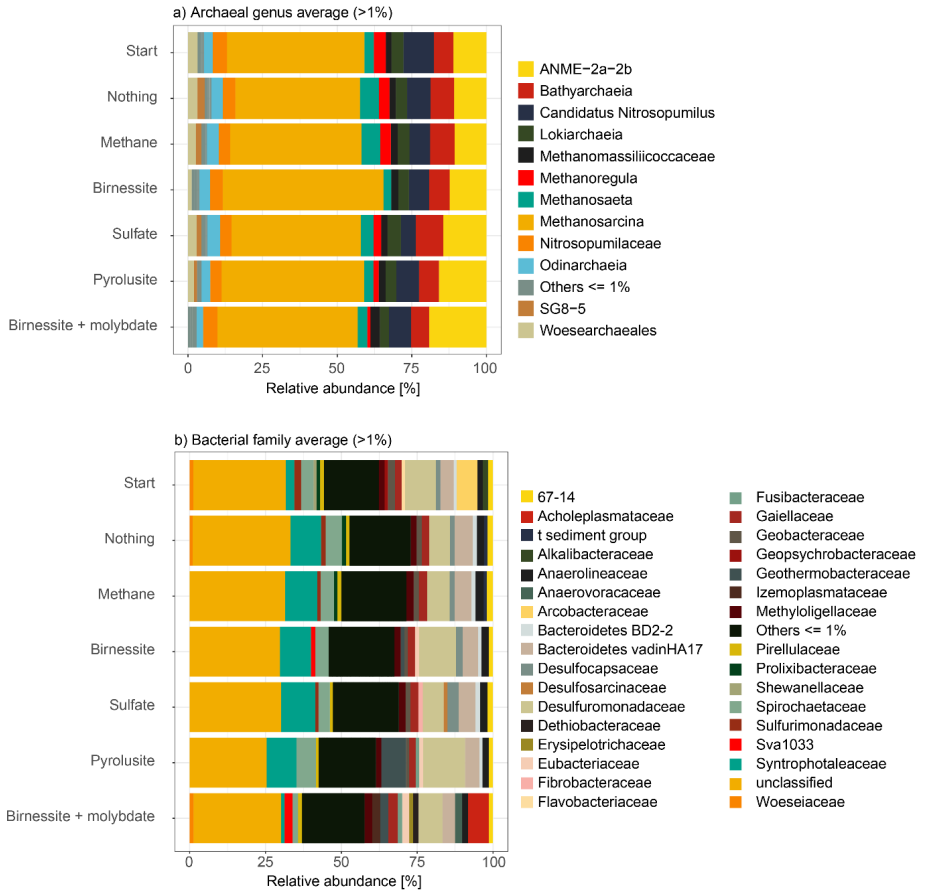 a) Archaeal genus average (>1%)
Start
Nothing
Methane
Birnessite
Sulfate
Pyrolusite
Birnessite + molybdate
0 25 50 75 100
Relative abundance [%]
ANME−2a−2b
Bathyarchaeia
Candidatus Nitrosopumilus
Lokiarchaeia
Methanomassiliicoccaceae
Methanoregula
Methanosaeta
Methanosarcina
Nitrosopumilaceae
Odinarchaeia
Others <= 1%
SG8−5
Woesearchaeales
b) Bacterial family average (>1%)
Start
Nothing
Methane
Birnessite
Sulfate
Pyrolusite
Birnessite + molybdate
0 25 50 75 100
Relative abundance [%]
67-14
Acholeplasmataceae
t sediment group
Alkalibacteraceae
Anaerolineaceae
Anaerovoracaceae
Arcobacteraceae
Bacteroidetes BD2-2
Bacteroidetes vadinHA17
Desulfocapsaceae
Desulfosarcinaceae
Desulfuromonadaceae
Dethiobacteraceae
Erysipelotrichaceae
Eubacteriaceae
Fibrobacteraceae
Flavobacteriaceae
Fusibacteraceae
Gaiellaceae
Geobacteraceae
Geopsychrobacteraceae
Geothermobacteraceae
Izemoplasmataceae
Methyloligellaceae
Others <= 1%
Pirellulaceae
Prolixibacteraceae
Shewanellaceae
Spirochaetaceae
Sulfurimonadaceae
Sva1033
Syntrophotaleaceae
unclassified
Woeseiaceae